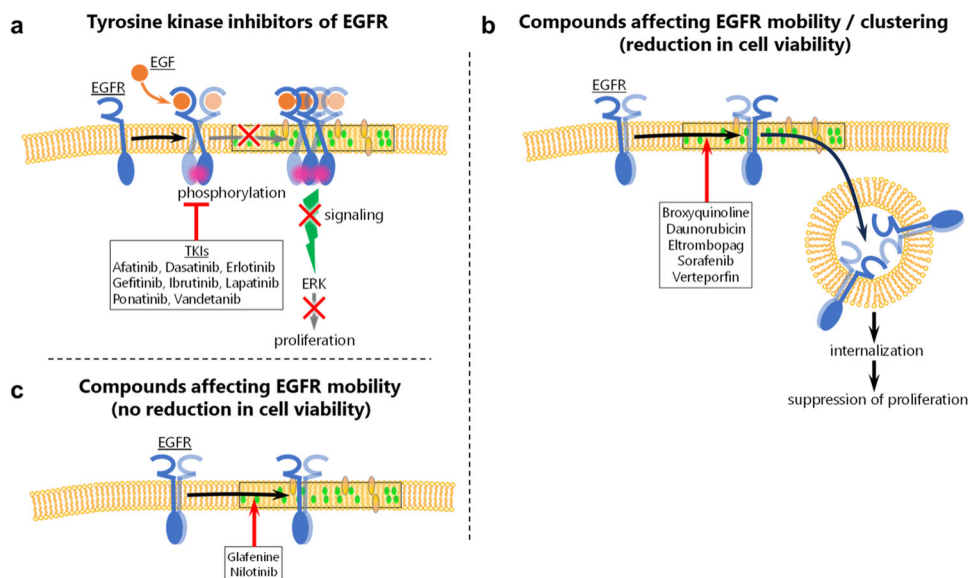 a
Tyrosine kinase inhibitors of EGFR
EGF
EGFR
phosphorylation
signaling
TKIs
Afatinib, Dasatinib, Erlotinib
Gefitinib, Ibrutinib, Lapatinib
Ponatinib, Vandetanib
ERK
proliferation
b
Compounds affecting EGFR mobility / clustering
(reduction in cell viability)
EGFR
Broxyquinoline
Daunorubicin
Eltrombopag
Sorafenib
Verteporfin
internalization
suppression of proliferation
c
Compounds affecting EGFR mobility
(no reduction in cell viability)
EGFR
Glafenine
Nilotinib